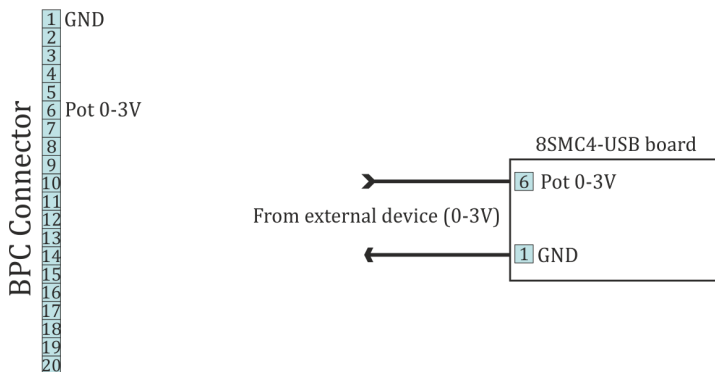 BPC Connector
1 GND
2
3
4
5
6 Pot 0-3V
7
8
9
10
11
12
13
14
15
16
17
18
19
20
8SMC4-USB board
6 Pot 0-3V
From external device (0-3V)
1 GND